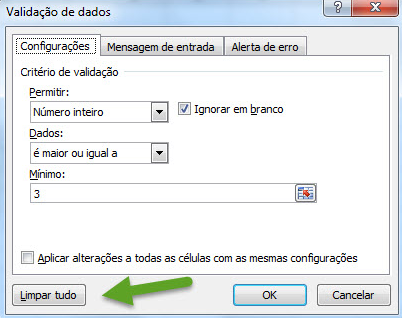 Validação de dados
Configurações Mensagem de entrada Alerta de erro
Critério de validação
Permitir:
Número inteiro Ignorar em branco
Dados:
é maior ou igual a
Mínimo:
3
Aplicar alterações a todas as células com as mesmas configurações
Limpar tudo OK Cancelar